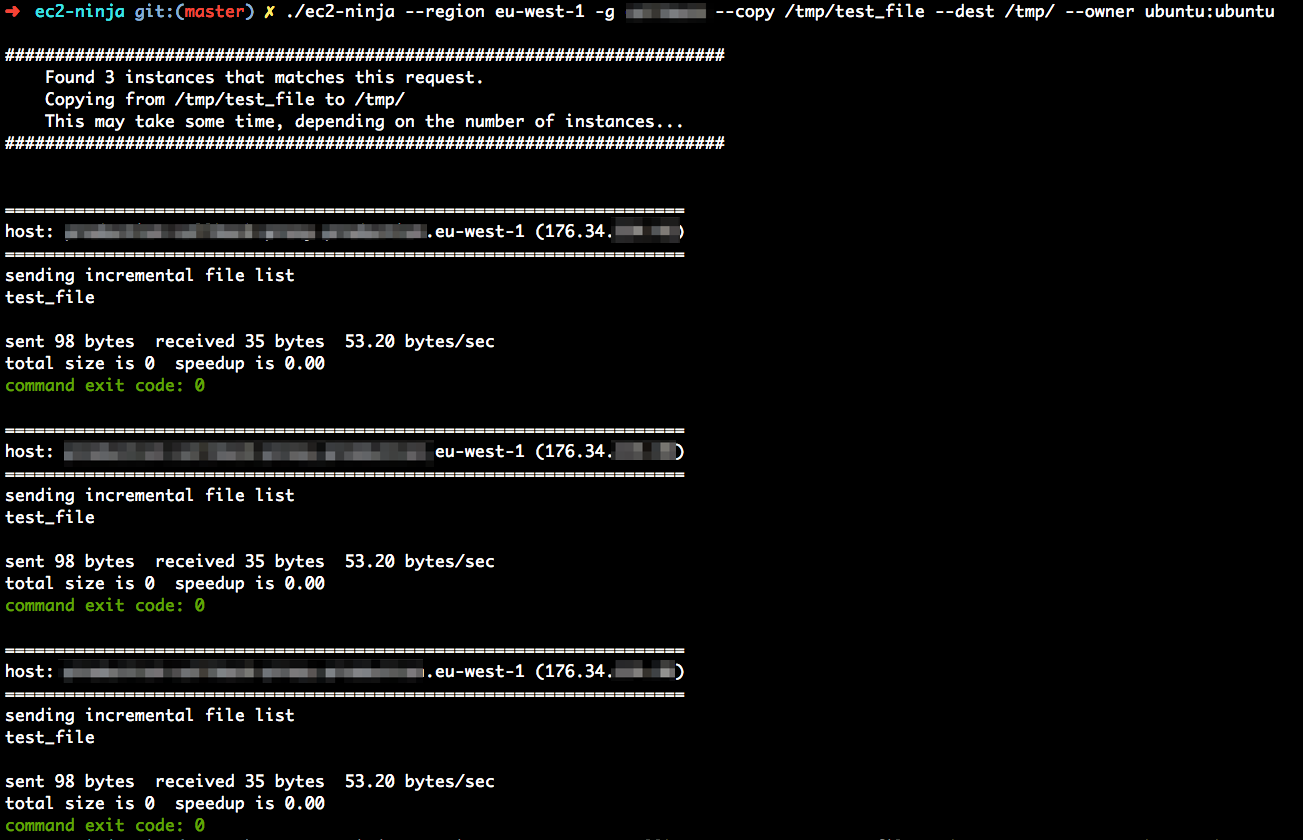 ➜ ec2-ninja git:(master) ✗ ./ec2-ninja --region eu-west-1 -g --copy /tmp/test_file --dest /tmp/ --owner ubuntu:ubuntu
########################################################################
Found 3 instances that matches this request.
Copying from /tmp/test_file to /tmp/
This may take some time, depending on the number of instances...
########################################################################
====================================================================
host: .eu-west-1 (176.34. )
====================================================================
sending incremental file list
test_file
sent 98 bytes  received 35 bytes  53.20 bytes/sec
total size is 0  speedup is 0.00
command exit code: 0
====================================================================
host: eu-west-1 (176.34. )
====================================================================
sending incremental file list
test_file
sent 98 bytes  received 35 bytes  53.20 bytes/sec
total size is 0  speedup is 0.00
command exit code: 0
====================================================================
host: .eu-west-1 (176.34. )
====================================================================
sending incremental file list
test_file
sent 98 bytes  received 35 bytes  53.20 bytes/sec
total size is 0  speedup is 0.00
command exit code: 0